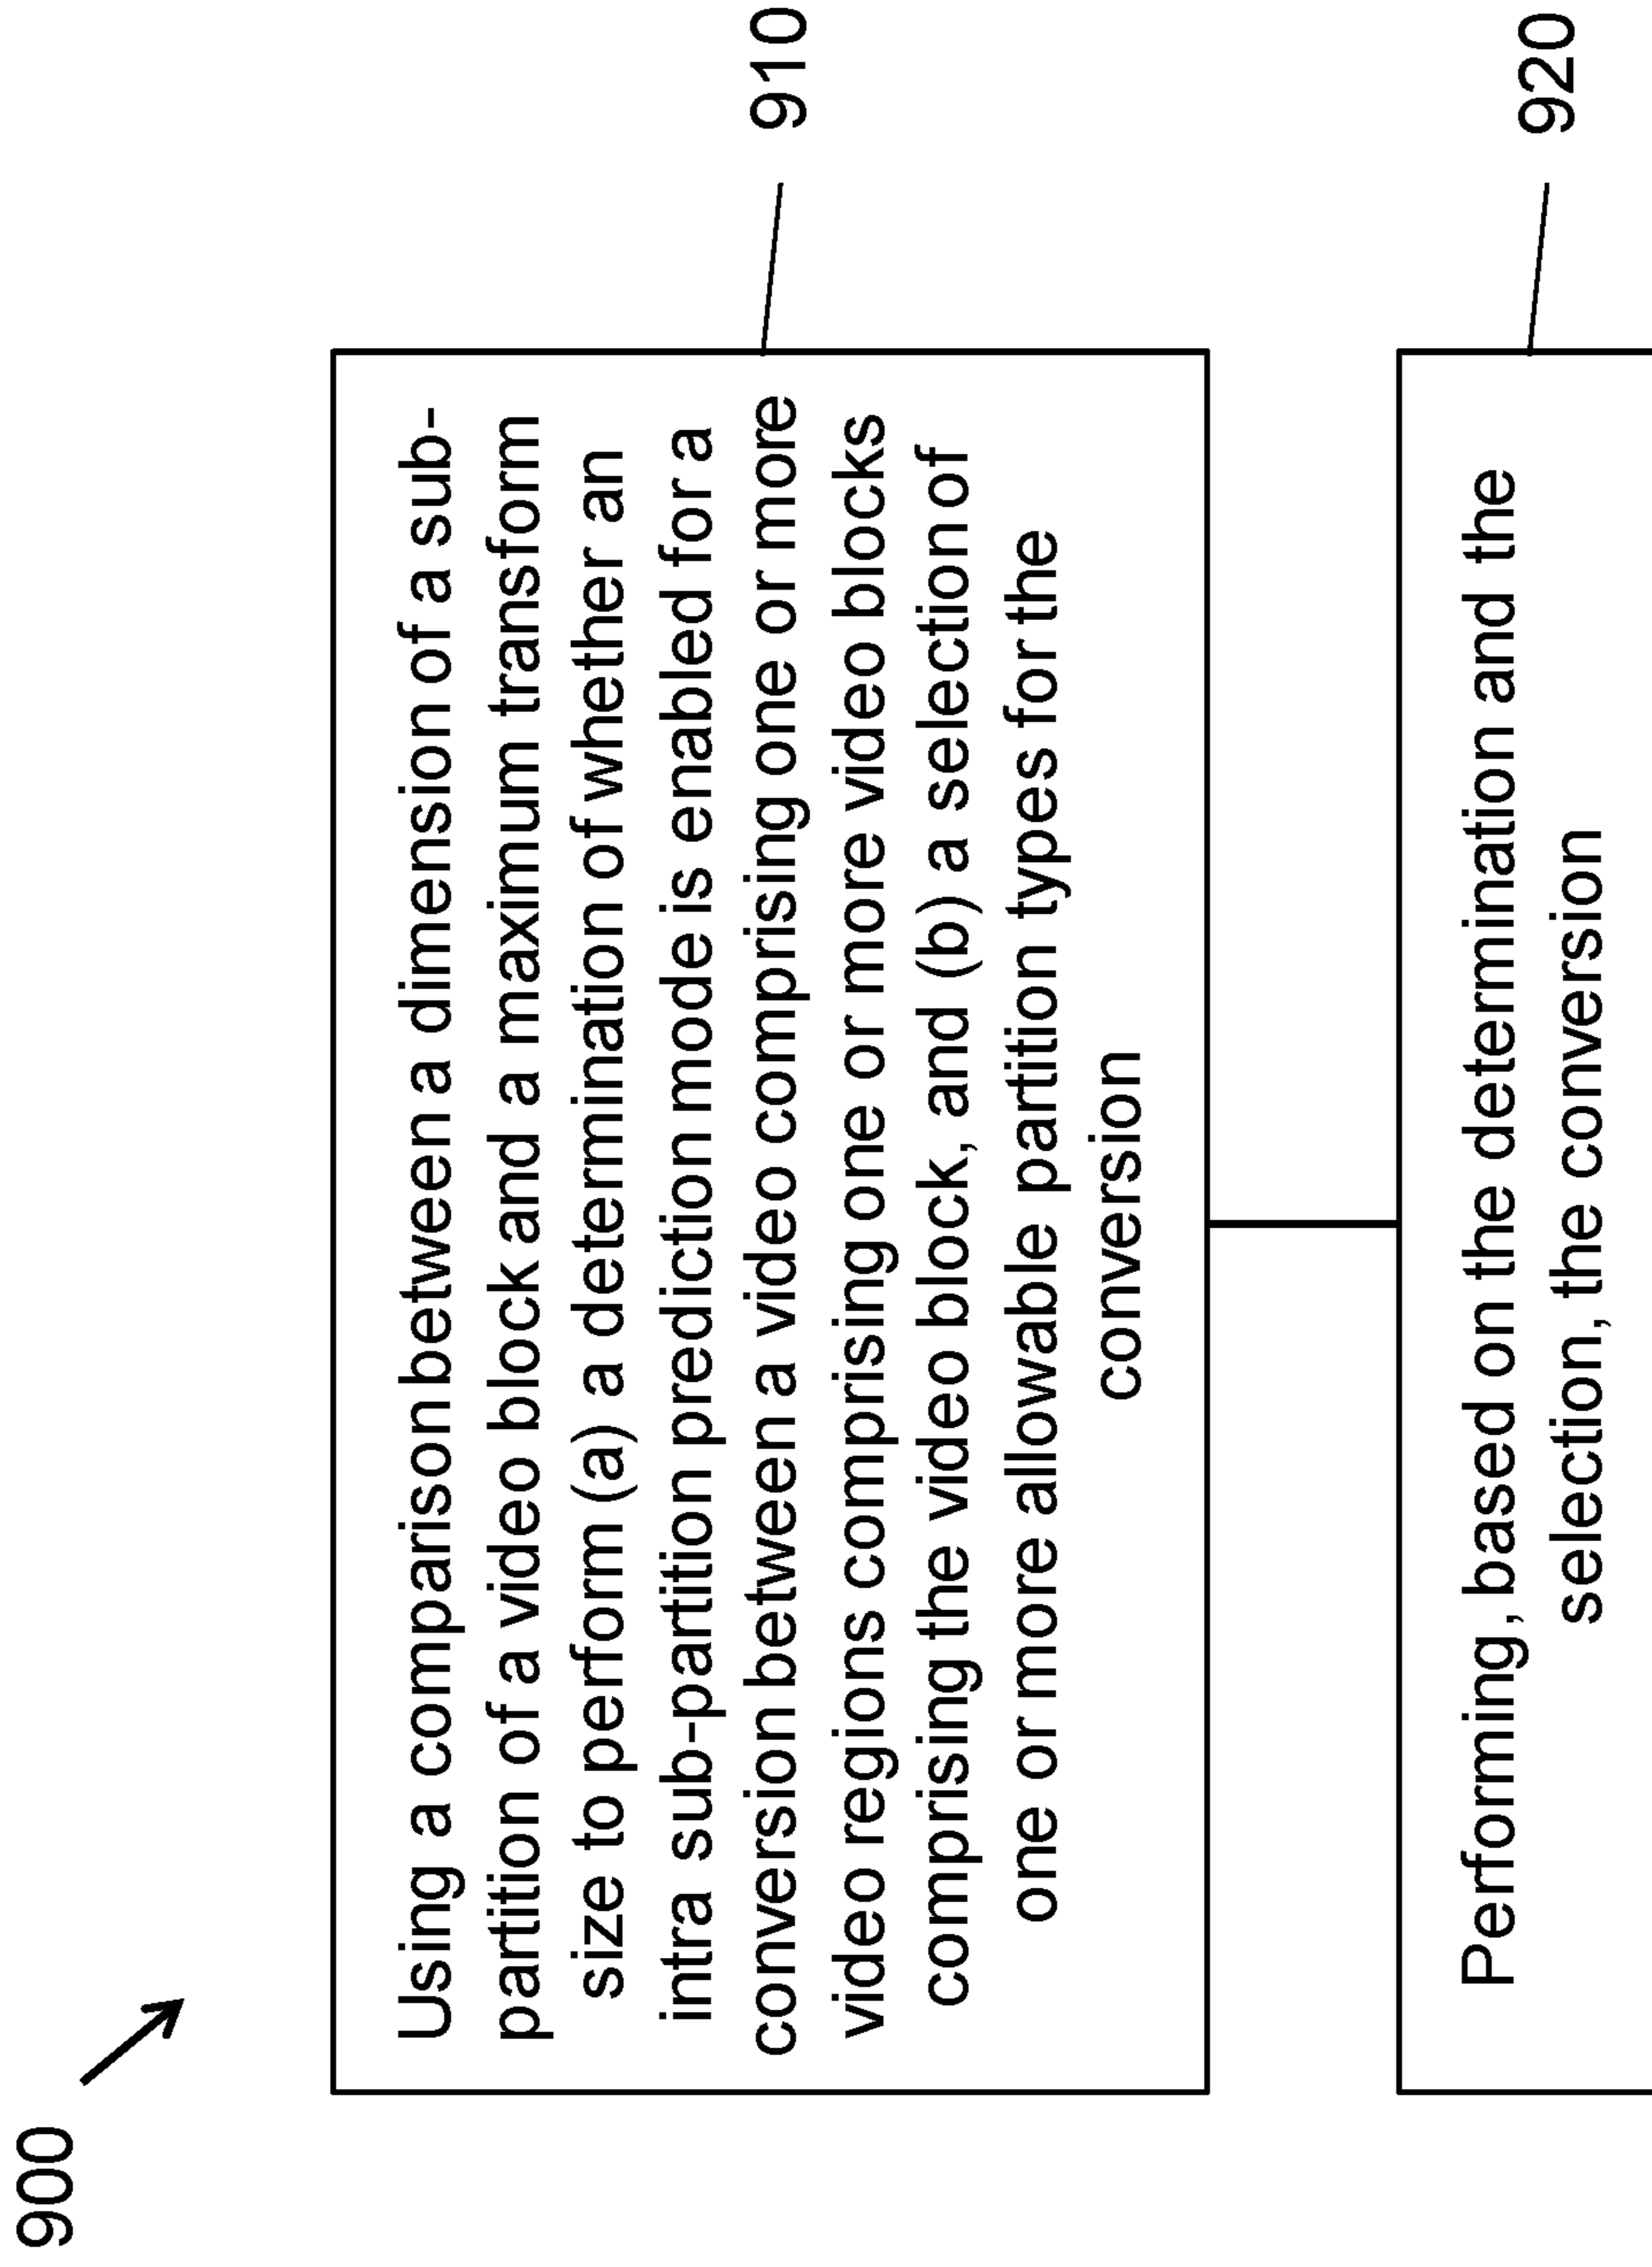 900
Using a comparison between a dimension of a sub-
partition of a video block and a maximum transform
size to perform (a) a determination of whether an
intra sub-partition prediction mode is enabled for a
conversion between a video comprising one or more
video regions comprising one or more video blocks
comprising the video block, and (b) a selection of
one or more allowable partition types for the
conversion
910
Performing, based on the determination and the
selection, the conversion
920